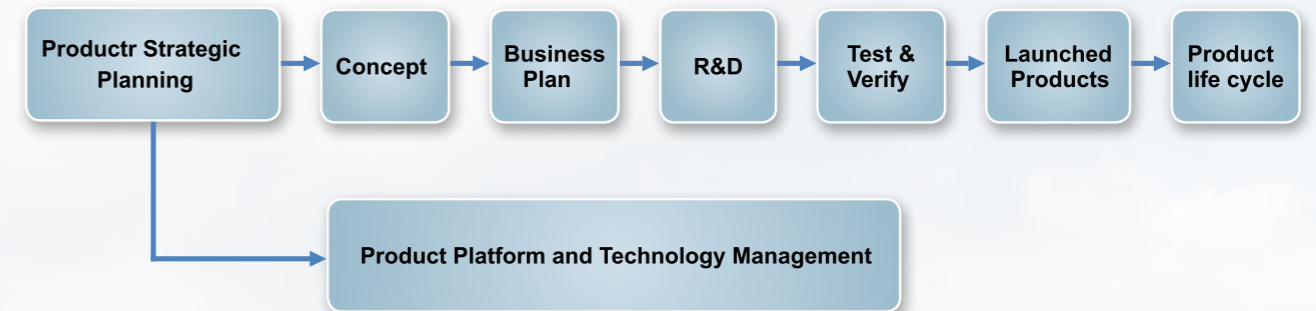 Productr Strategic
Planning
Concept
Business
Plan
R&D
Test &
Verify
Launched
Products
Product
life cycle
Product Platform and Technology Management